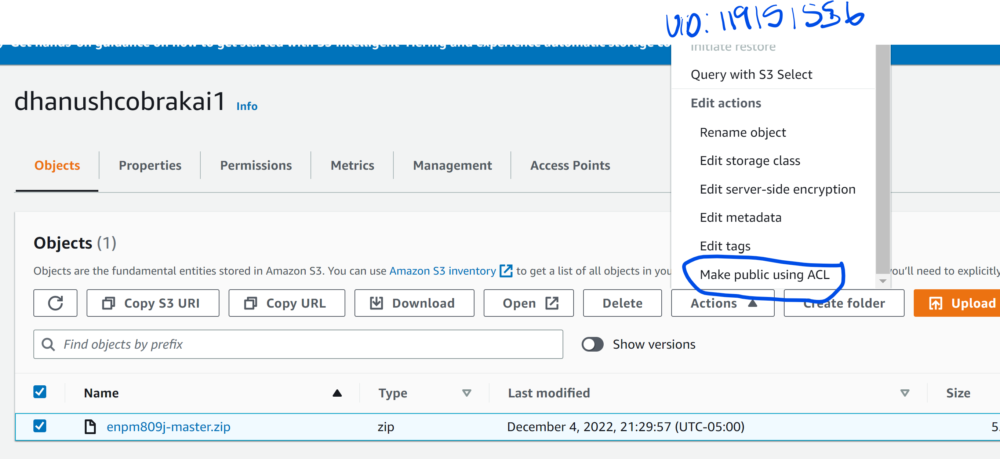 UID: 119151556
Get hands-on guidance on how to get started with S3 Intelligent-Tiering and experience automatic storage co
Initiate restore
Query with S3 Select
Edit actions
Rename object
Edit storage class
Edit server-side encryption
Edit metadata
Edit tags
Make public using ACL
dhanushcobrakai1 Info
Objects Properties Permissions Metrics Management Access Points
Objects (1)
Objects are the fundamental entities stored in Amazon S3. You can use Amazon S3 inventory to get a list of all objects in you ou'll need to explicitly
Copy S3 URI Copy URL Download Open Delete Actions Create folder Upload
Find objects by prefix Show versions
Name Type Last modified Size
enpm809j-master.zip zip December 4, 2022, 21:29:57 (UTC-05:00) 5.